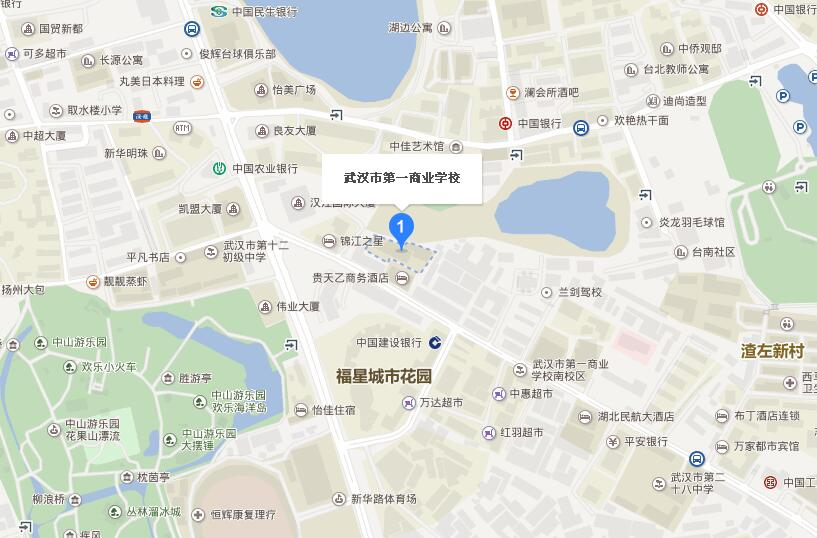 银行
中国民生银行
中国银行
国贸新都
湖边公寓
可多超市
俊辉台球俱乐部
中侨观邸
长源公寓
台北教师公寓
丸美日本料理
怡美广场
澜会所酒吧
迪尚造型
取水楼小学
ATM
良友大厦
中国银行
欢艳热干面
P
P
P
中超大厦
中佳艺术馆
新华明珠
中国农业银行
武汉市第一商业学校
汉江国际大厦
凯盟大厦
1
炎龙羽毛球馆
锦江之星
武汉市第十二
初级中学
平凡书店
台南社区
贵天乙商务酒店
靓靓蒸虾
扬州大包
兰剑驾校
伟业大厦
中山游乐园
中国建设银行
渣左新村
欢乐小火车
武汉市第一商业
学校南校区
胜游亭
福星城市花园
西马
卫生
中山游乐园
欢乐海洋岛
万达超市
中惠超市
怡佳住宿
湖北民航大酒店
布丁酒店连锁
中山游乐园
花果山漂流
中山游乐园
大摆锤
红羽超市
平安银行
万家都市宾馆
枕茵亭
武汉市第二
十八中学
中国工
柳浪桥
新华路体育场
丛林溜冰城
恒辉康复理疗
疾风